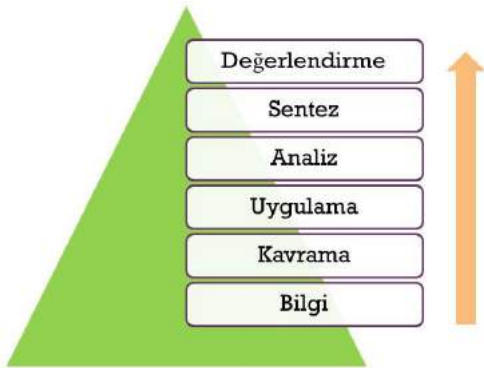 Değerlendirme
Sentez
Analiz
Uygulama
Kavrama
Bilgi